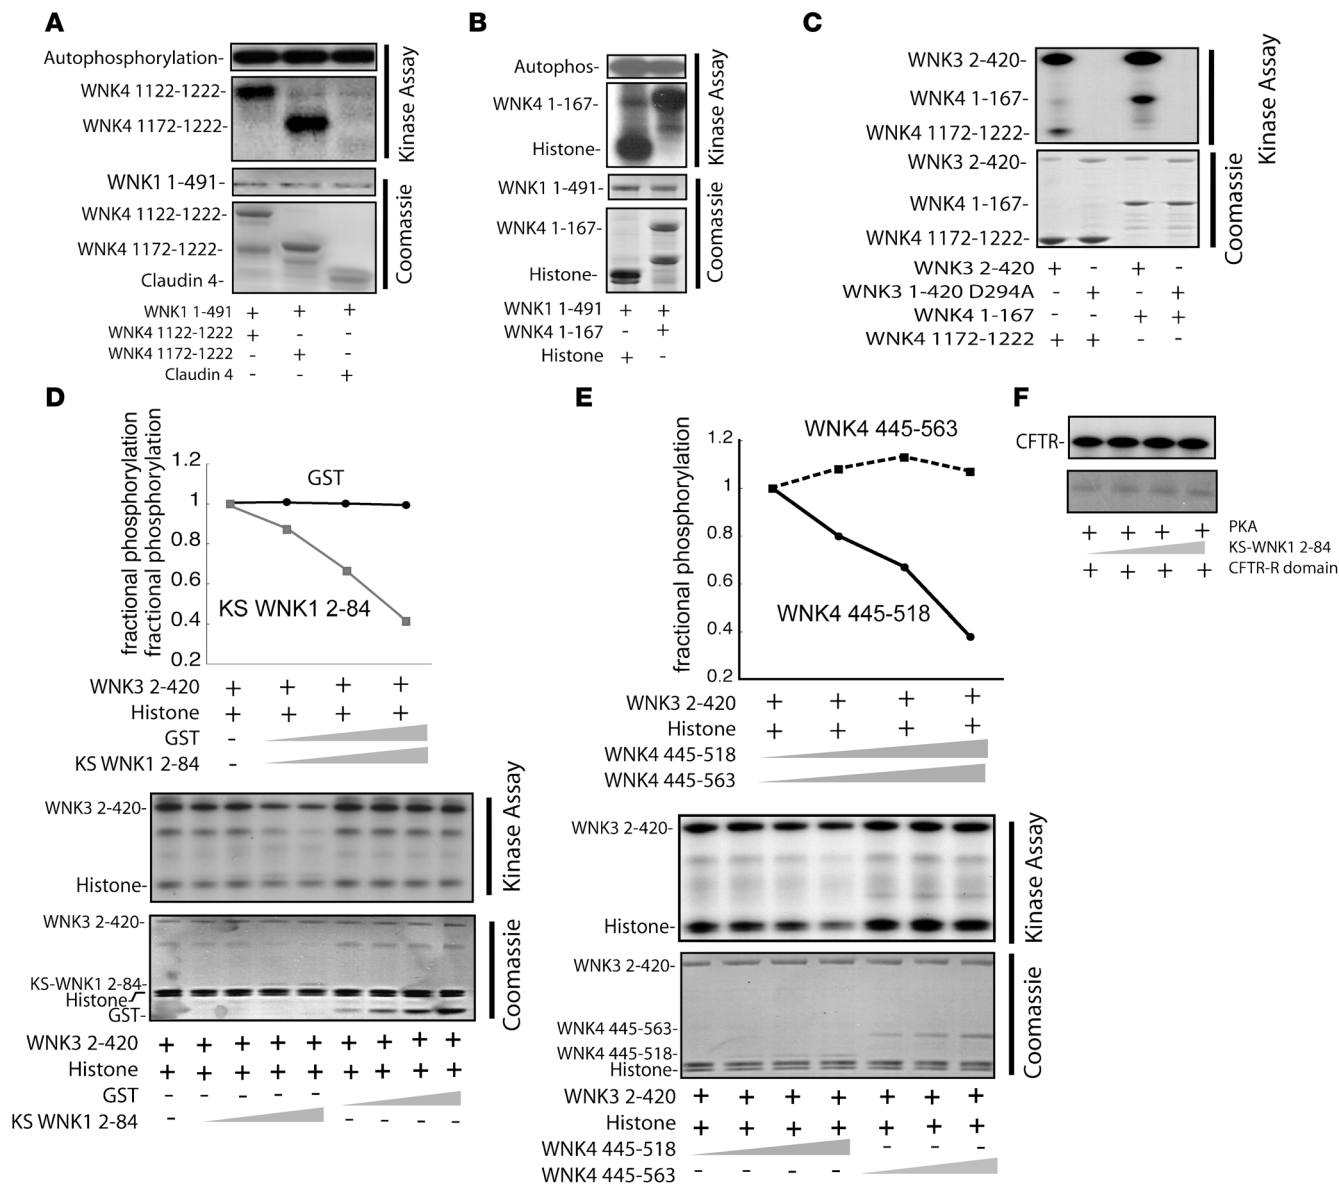 A
Autophosphorylation-
WNK4 1122-1222-
WNK4 1172-1222-
Kinase Assay
WNK1 1-491-
WNK4 1122-1222-
WNK4 1172-1222-
Claudin 4-
Coomassie
WNK1 1-491 + + +
WNK4 1122-1222 + - -
WNK4 1172-1222 - + -
Claudin 4 - - +
B
Autophos-
WNK4 1-167-
Histone-
Kinase Assay
WNK1 1-491-
WNK4 1-167-
Histone-
Coomassie
WNK1 1-491 + +
WNK4 1-167 - +
Histone + -
C
WNK3 2-420-
WNK4 1-167-
WNK4 1172-1222-
Kinase Assay
WNK3 2-420-
WNK4 1-167-
WNK4 1172-1222-
Coomassie
WNK3 2-420 + - + -
WNK3 1-420 D294A - + - +
WNK4 1-167 - - + +
WNK4 1172-1222 + + - -
D
fractional phosphorylation
fractional phosphorylation
1.2
1
0.8
0.6
0.4
0.2
GST
KS WNK1 2-84
WNK3 2-420 + + + +
Histone + + + +
GST -
KS WNK1 2-84 -
WNK3 2-420-
Histone-
Kinase Assay
WNK3 2-420-
KS-WNK1 2-84-
Histone
GST-
Coomassie
WNK3 2-420 + + + + + + + + +
Histone + + + + + + + + +
GST - - - - -
KS WNK1 2-84 - - - - -
E
fractional phosphorylation
1.2
1
0.8
0.6
0.4
0.2
WNK4 445-563
WNK4 445-518
WNK3 2-420 + + + +
Histone + + + +
WNK4 445-518
WNK4 445-563
WNK3 2-420-
Histone-
Kinase Assay
WNK3 2-420-
WNK4 445-563-
WNK4 445-518-
Histone-
Coomassie
WNK3 2-420 + + + + + + +
Histone + + + + + + +
WNK4 445-518 - - -
WNK4 445-563 - - - -
F
CFTR-
+ + + + PKA
KS-WNK1 2-84
+ + + + CFTR-R domain